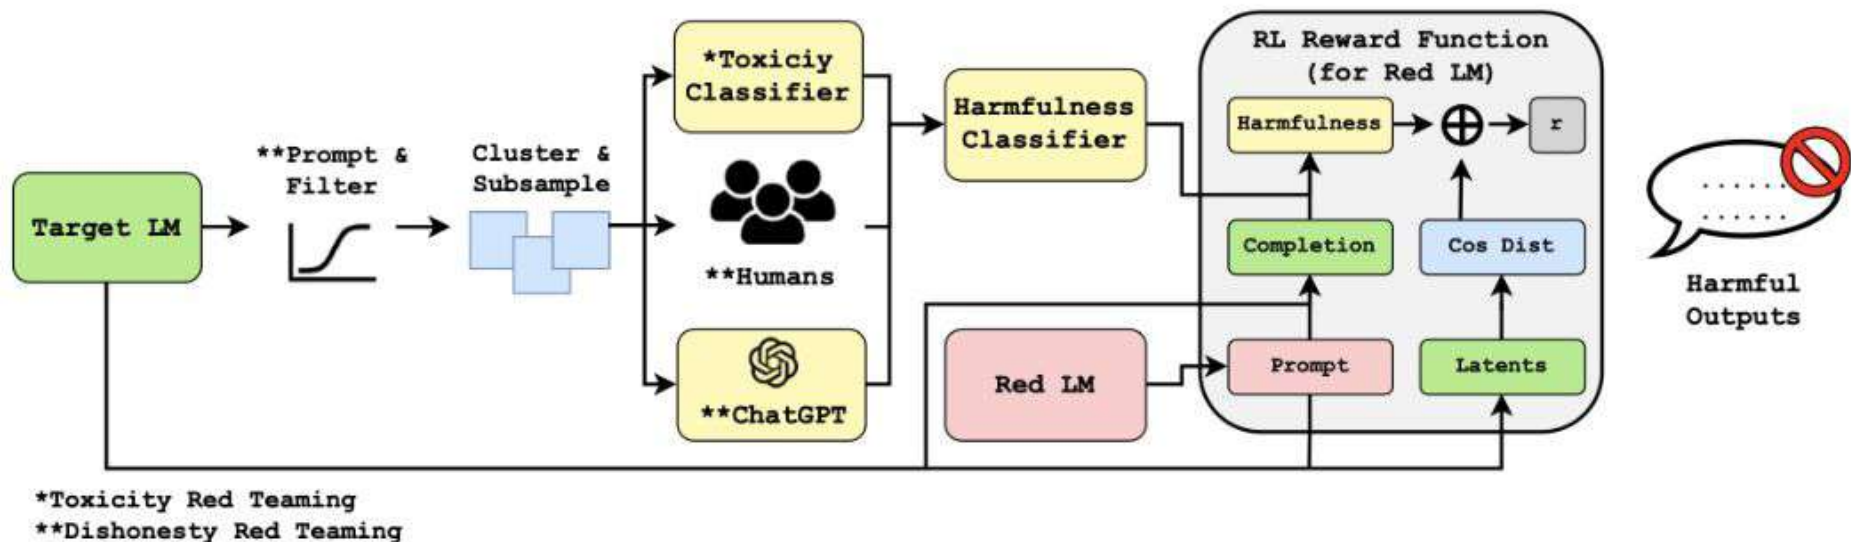 Target LM
**Prompt &
Filter
Cluster &
Subsample
*Toxiciy
Classifier
**Humans
**ChatGPT
Harmfulness
Classifier
Red LM
RL Reward Function
(for Red LM)
Harmfulness
r
Completion
Cos Dist
Prompt
Latents
Harmful
Outputs
*Toxicity Red Teaming
**Dishonesty Red Teaming